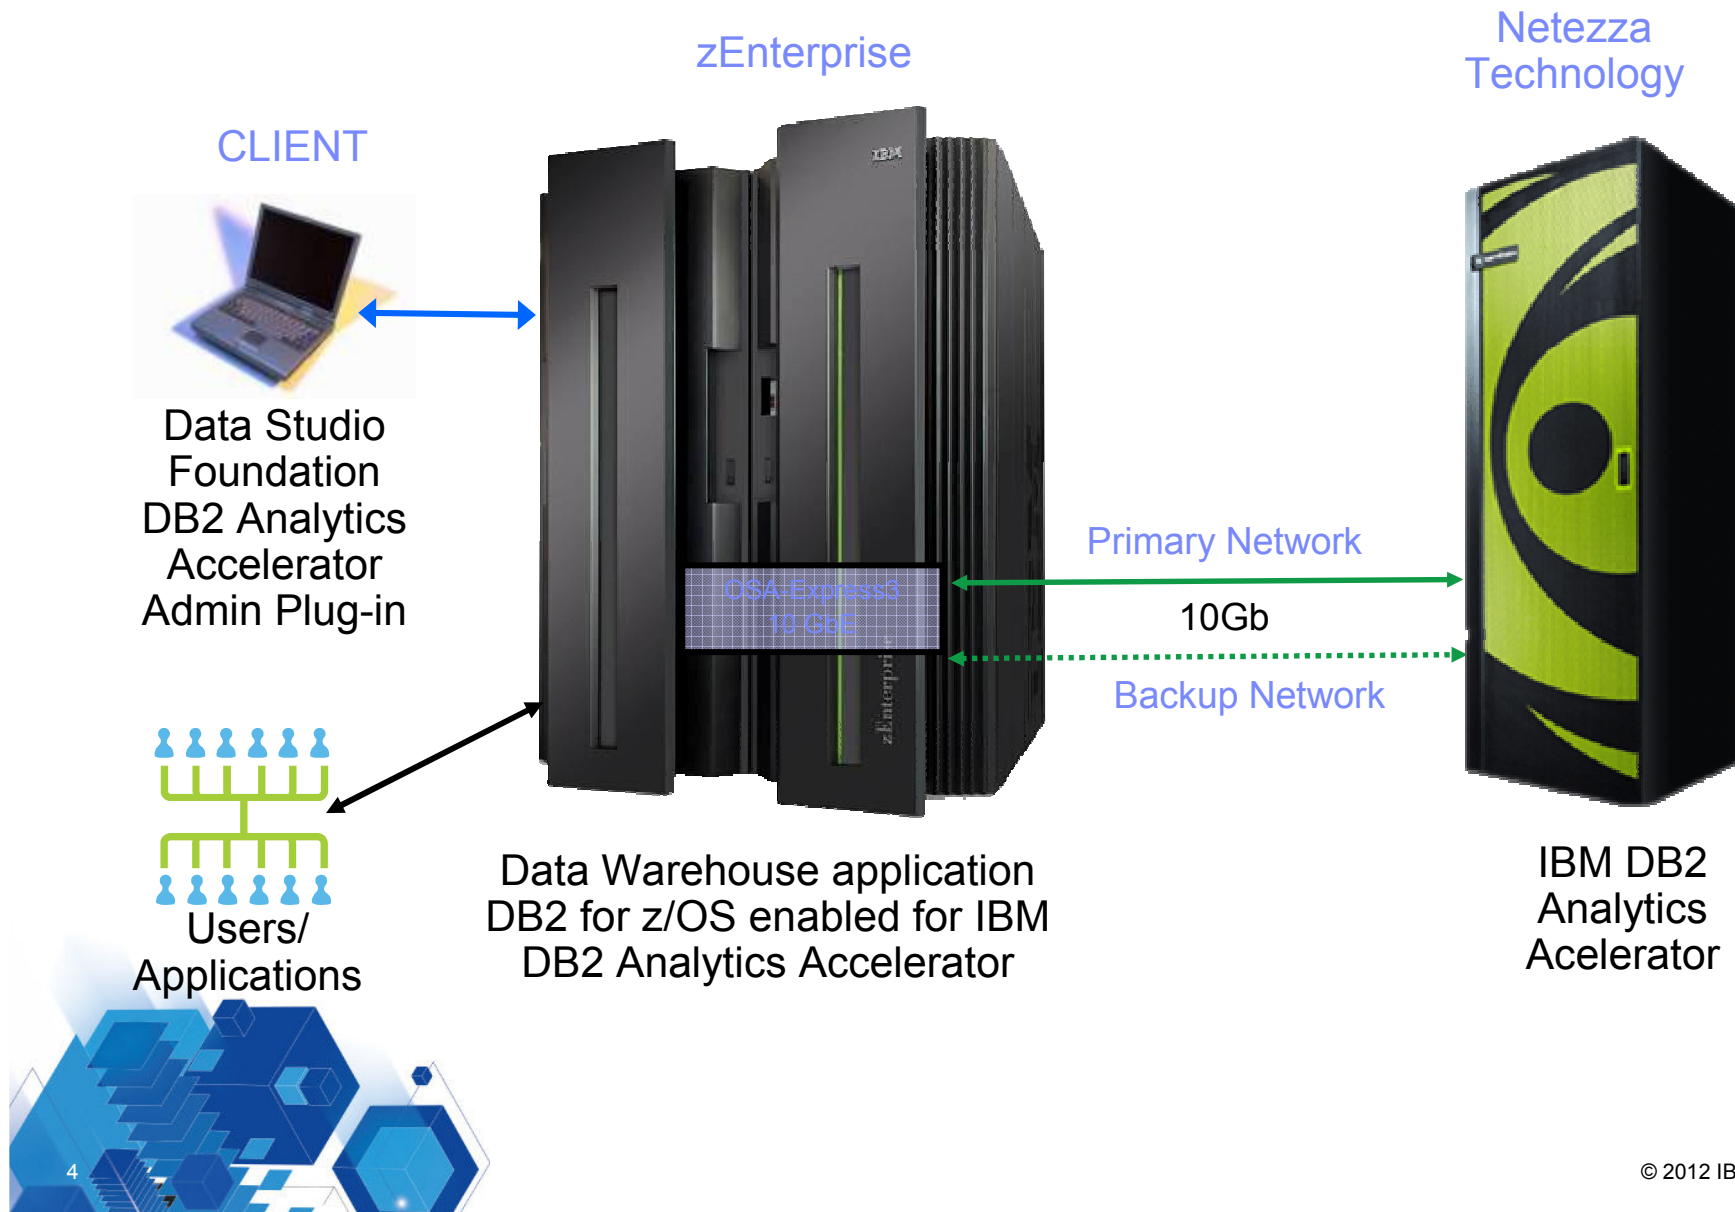 zEnterprise
Netezza
Technology
CLIENT
IBM
Data Studio
Foundation
DB2 Analytics
Accelerator
Admin Plug-in
OSA-Express3
10 GbE
zEnterprise
Primary Network
10Gb
Backup Network
Users/
Applications
Data Warehouse application
DB2 for z/OS enabled for IBM
DB2 Analytics Accelerator
IBM DB2
Analytics
Acelerator
4
© 2012 IB